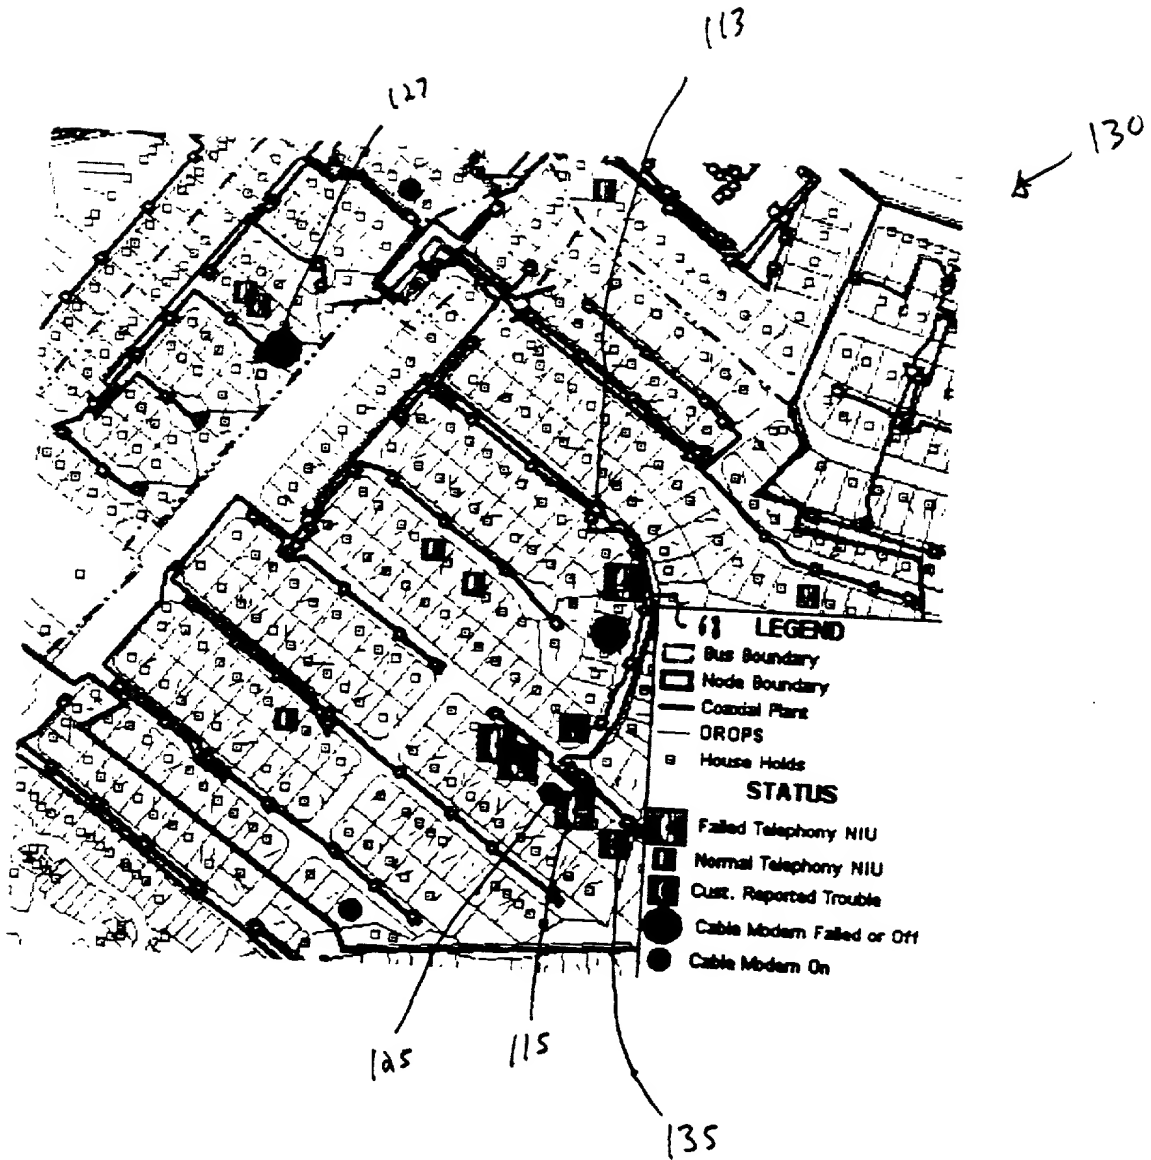 113
127
130
68 LEGEND
Bus Boundary
Node Boundary
Coaxial Plant
DROPS
House Holds
STATUS
Failed Telephony NIU
Normal Telephony NIU
Cust. Reported Trouble
Cable Modem Failed or Off
Cable Modem On
125
115
135